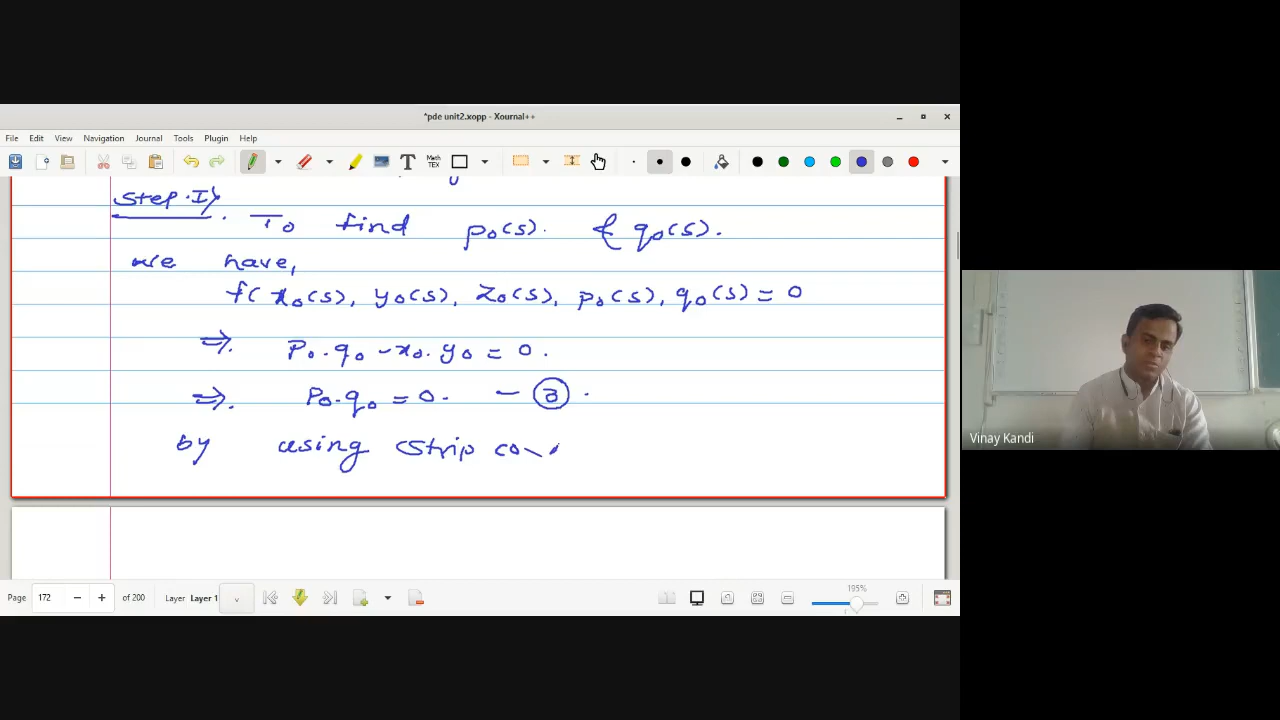 *pde unit2.xopp - Xournal++
File Edit View Navigation Journal Tools Plugin Help
Step.I)
To find p₀(s). & q₀(s).
we have,
f( x₀(s), y₀(s), z₀(s), p₀(s), q₀(s) = 0
⇒. p₀.q₀ - x₀.y₀ = 0.
⇒. p₀.q₀ = 0. - ③.
by using strip con
Vinay Kandi
Page 172 of 200 Layer Layer 1 195%